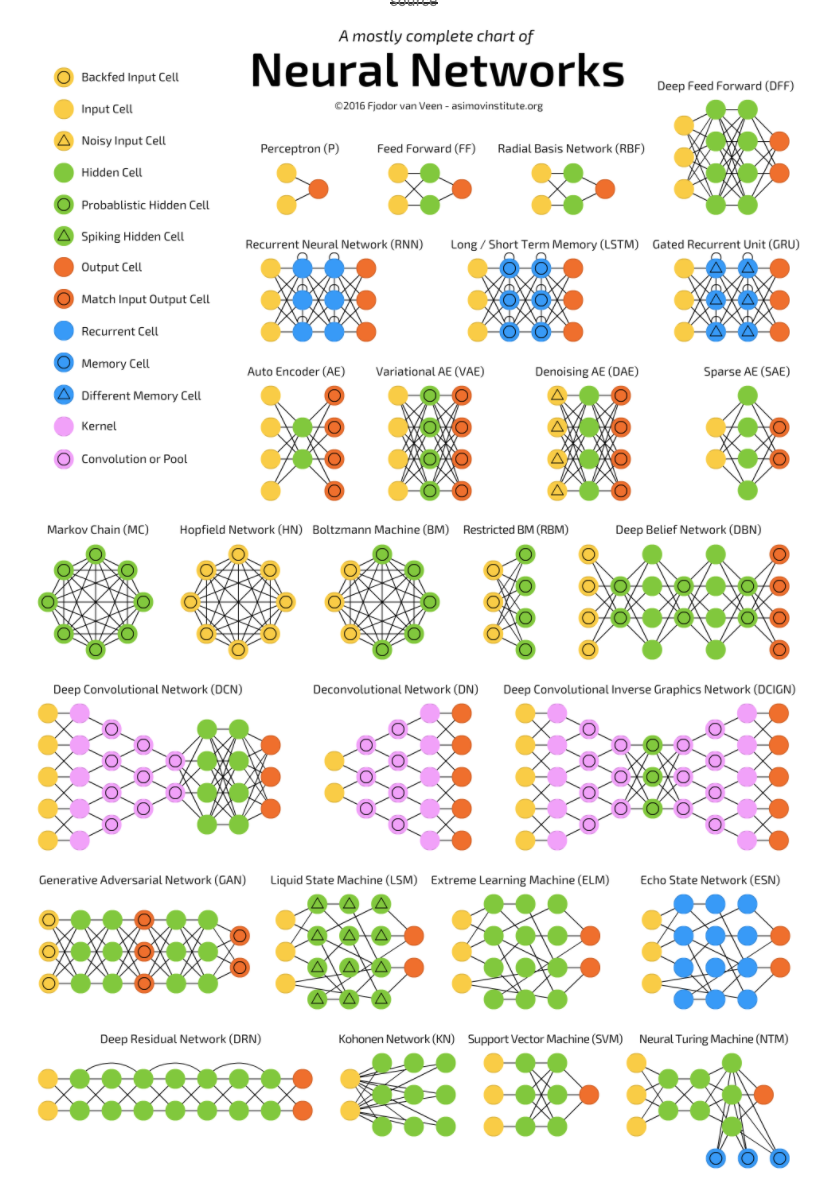 source
A mostly complete chart of
Neural Networks
©2016 Fjodor van Veen - asimovinstitute.org
Backfed Input Cell
Input Cell
Noisy Input Cell
Hidden Cell
Probablistic Hidden Cell
Spiking Hidden Cell
Output Cell
Match Input Output Cell
Recurrent Cell
Memory Cell
Different Memory Cell
Kernel
Convolution or Pool
Deep Feed Forward (DFF)
Perceptron (P)
Feed Forward (FF)
Radial Basis Network (RBF)
Recurrent Neural Network (RNN)
Long / Short Term Memory (LSTM)
Gated Recurrent Unit (GRU)
Auto Encoder (AE)
Variational AE (VAE)
Denoising AE (DAE)
Sparse AE (SAE)
Markov Chain (MC)
Hopfield Network (HN)
Boltzmann Machine (BM)
Restricted BM (RBM)
Deep Belief Network (DBN)
Deep Convolutional Network (DCN)
Deconvolutional Network (DN)
Deep Convolutional Inverse Graphics Network (DCIGN)
Generative Adversarial Network (GAN)
Liquid State Machine (LSM)
Extreme Learning Machine (ELM)
Echo State Network (ESN)
Deep Residual Network (DRN)
Kohonen Network (KN)
Support Vector Machine (SVM)
Neural Turing Machine (NTM)